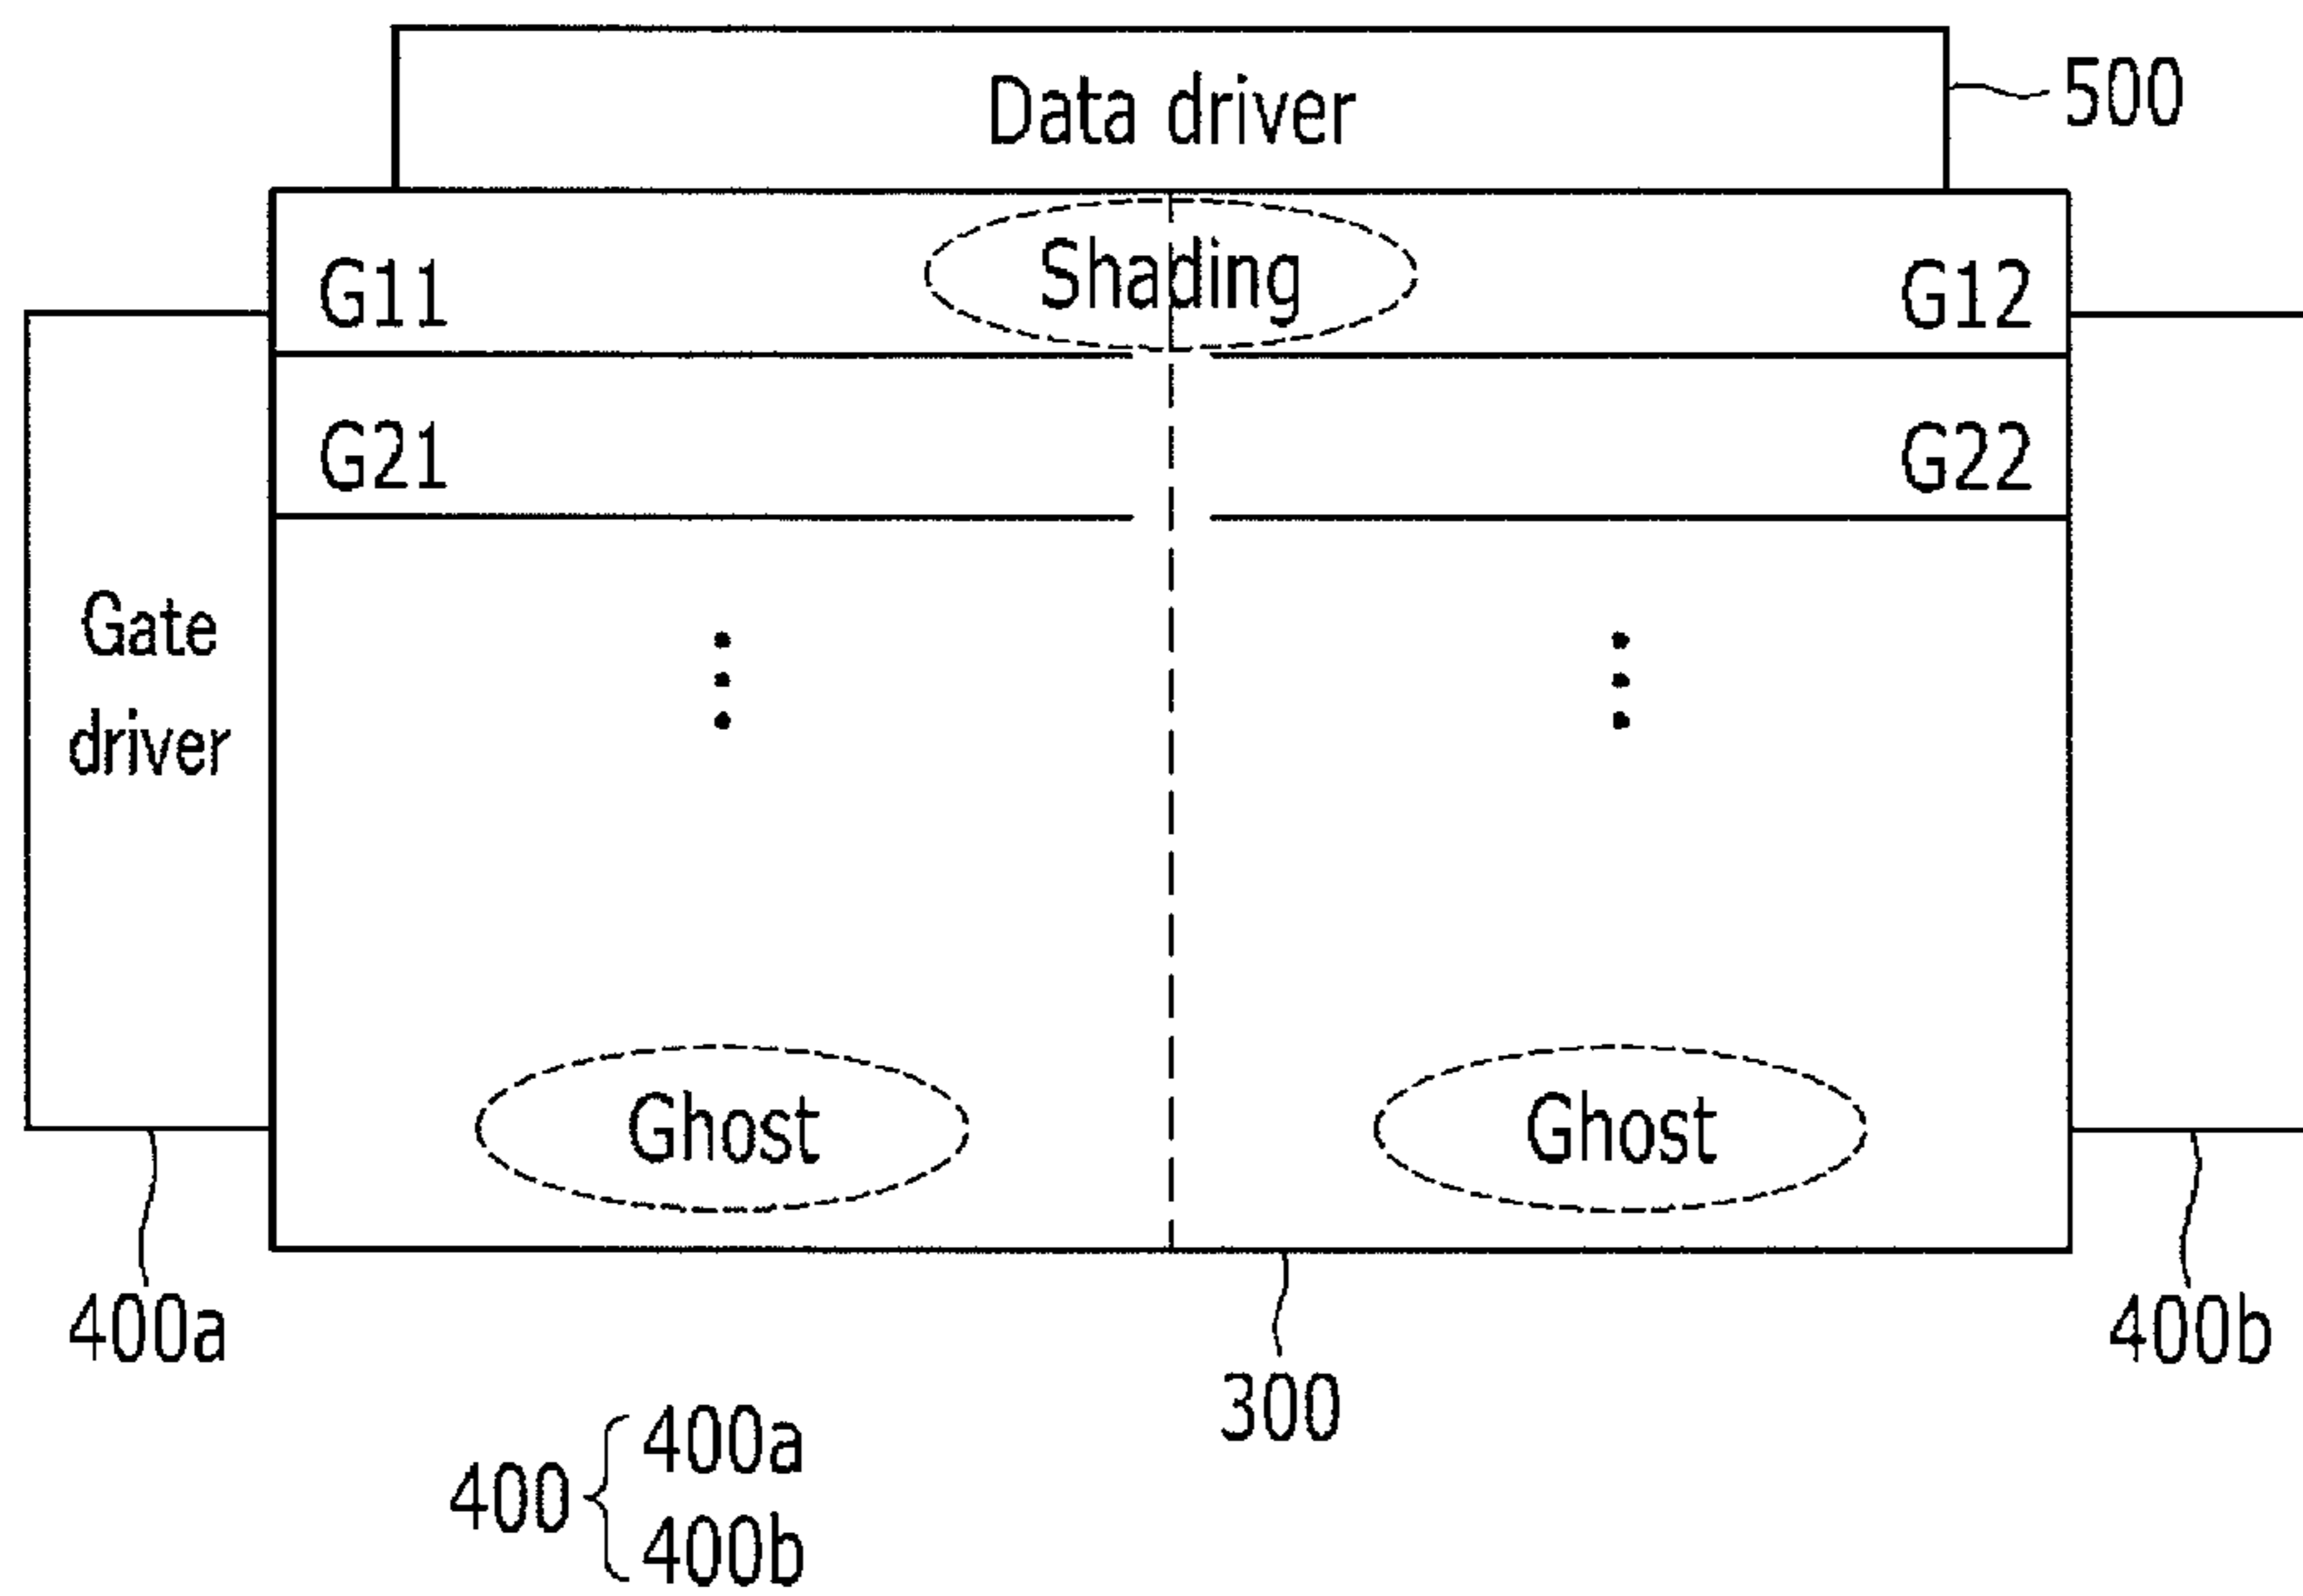 Data driver
500
Shading
G11
G12
G21
G22
Gate
driver
Ghost
Ghost
400a
300
400b
400
400a
400b